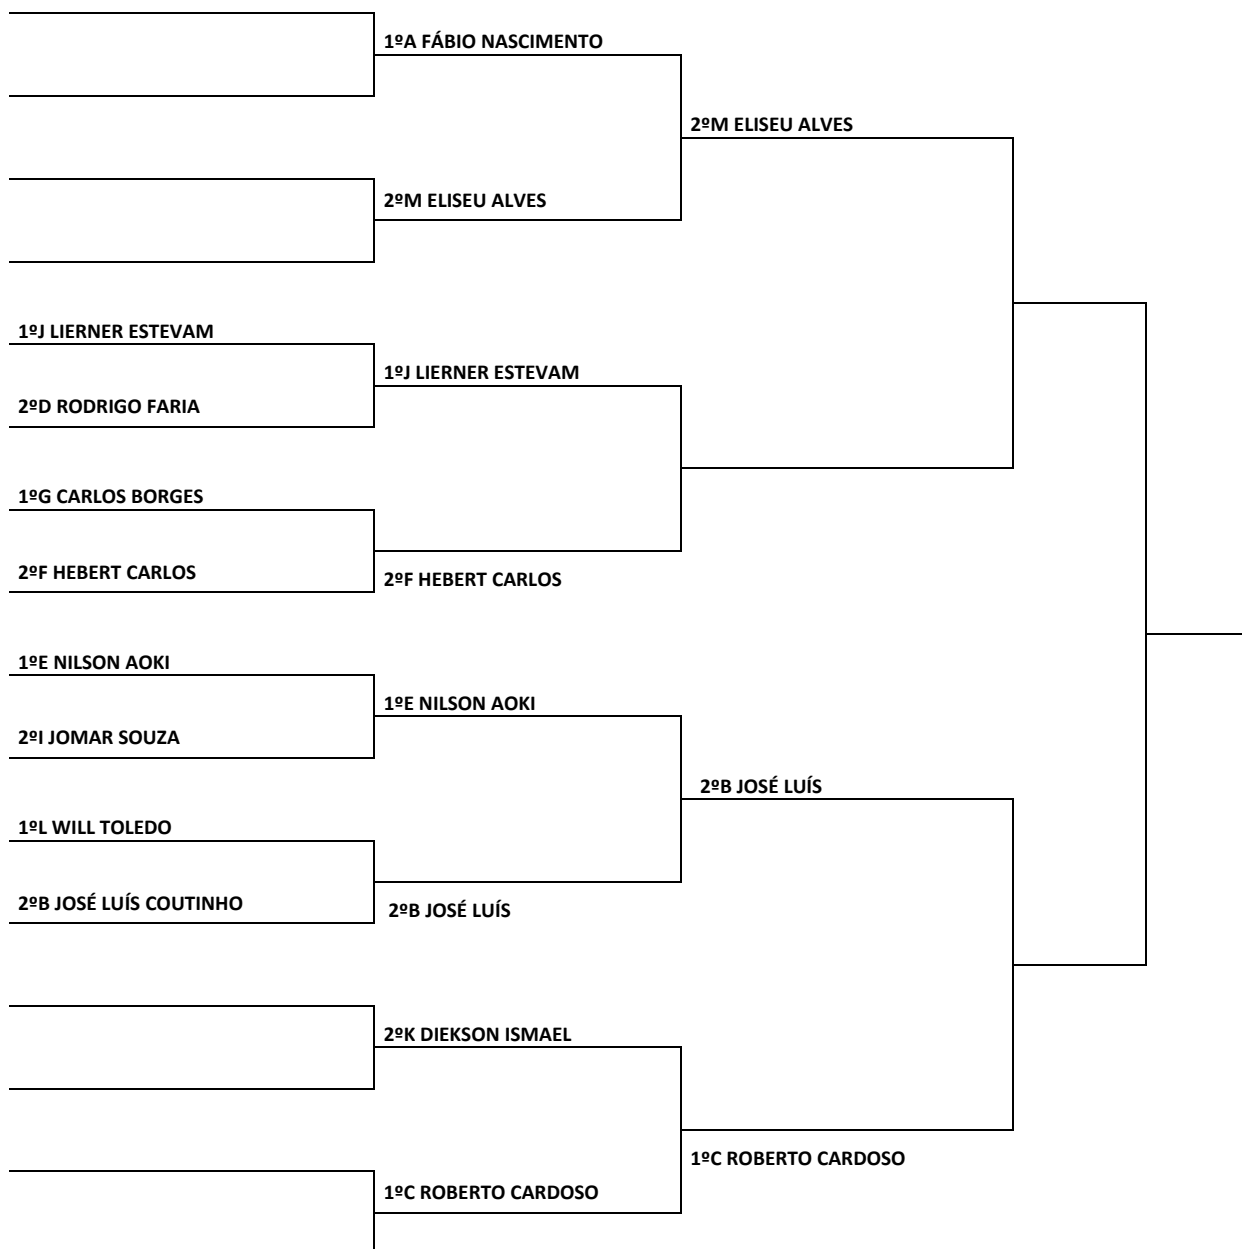 1ºA FÁBIO NASCIMENTO
2ºM ELISEU ALVES
2ºM ELISEU ALVES
1ºJ LIERNER ESTEVAM
1ºJ LIERNER ESTEVAM
2ºD RODRIGO FARIA
1ºG CARLOS BORGES
2ºF HEBERT CARLOS
2ºF HEBERT CARLOS
1ºE NILSON AOKI
1ºE NILSON AOKI
2ºI JOMAR SOUZA
2ºB JOSÉ LUÍS
1ºL WILL TOLEDO
2ºB JOSÉ LUÍS COUTINHO
2ºB JOSÉ LUÍS
2ºK DIEKSON ISMAEL
1ºC ROBERTO CARDOSO
1ºC ROBERTO CARDOSO